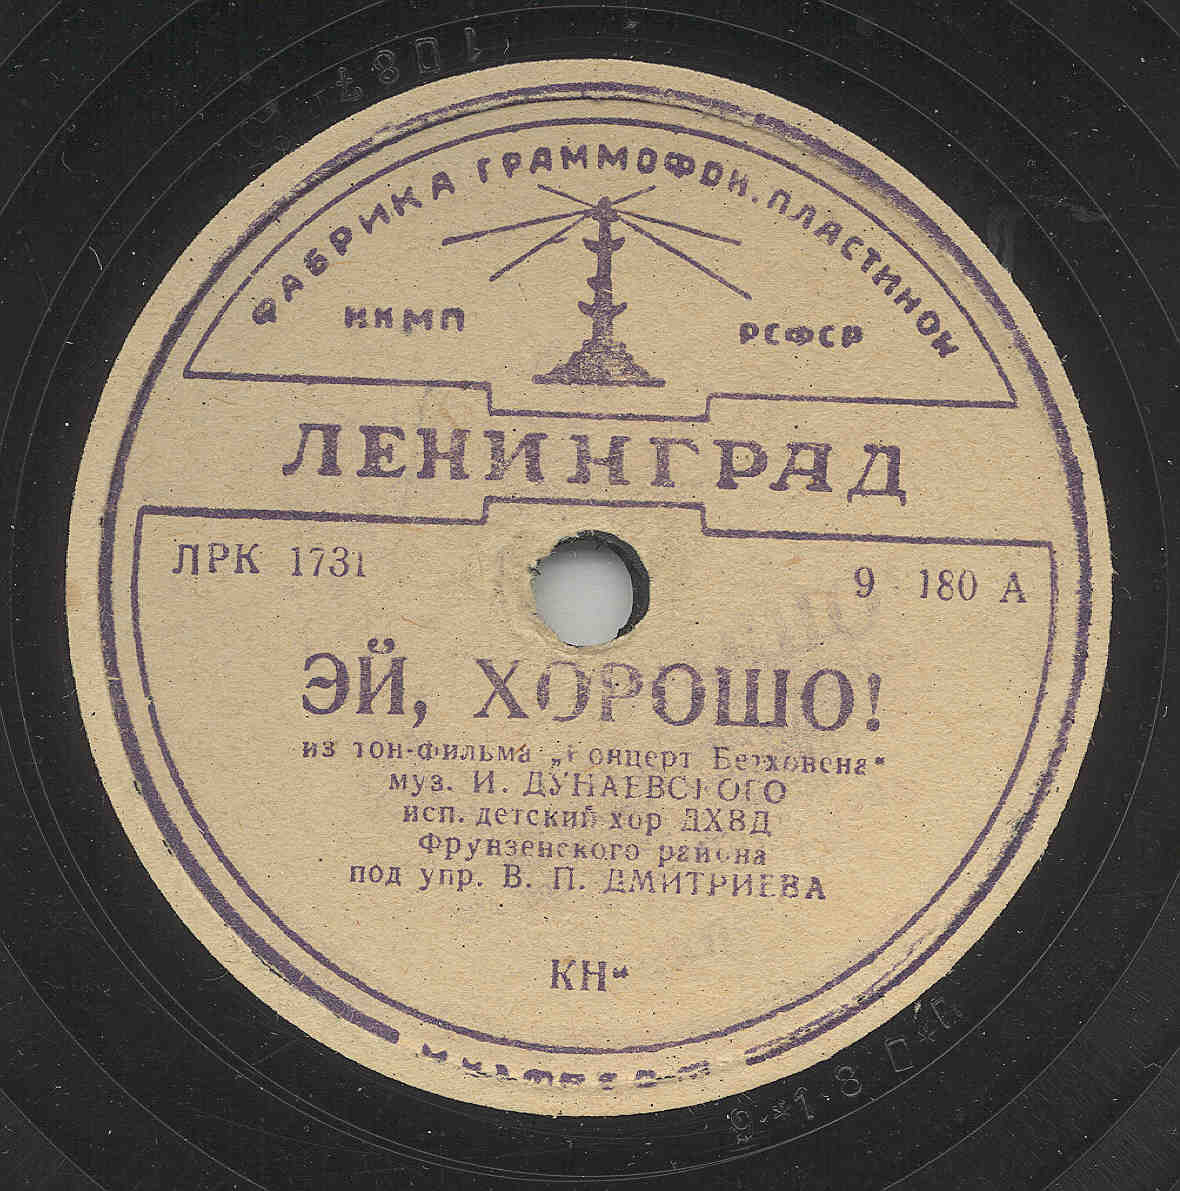 ФАБРИКА ГРАММОФОН. ПЛАСТИНОК
НКМП
РСФСР
ЛЕНИНГРАД
ЛРК 1731
9 180 А
ЭЙ, ХОРОШО!
из тон-фильма „Концерт Бетховена“
муз. И. ДУНАЕВСКОГО
исп. детский хор ДХВД
Фрунзенского района
под упр. В. П. ДМИТРИЕВА
КН“